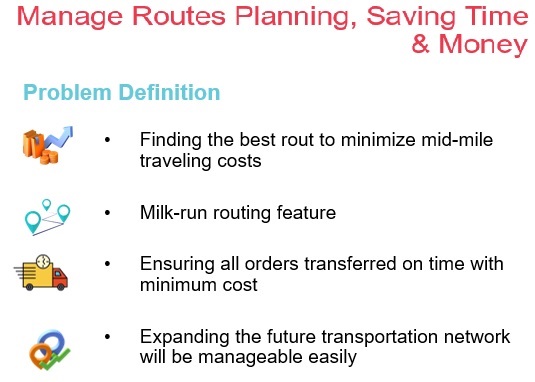 Manage Routes Planning, Saving Time
& Money
Problem Definition
• Finding the best rout to minimize mid-mile
traveling costs
• Milk-run routing feature
• Ensuring all orders transferred on time with
minimum cost
• Expanding the future transportation network
will be manageable easily